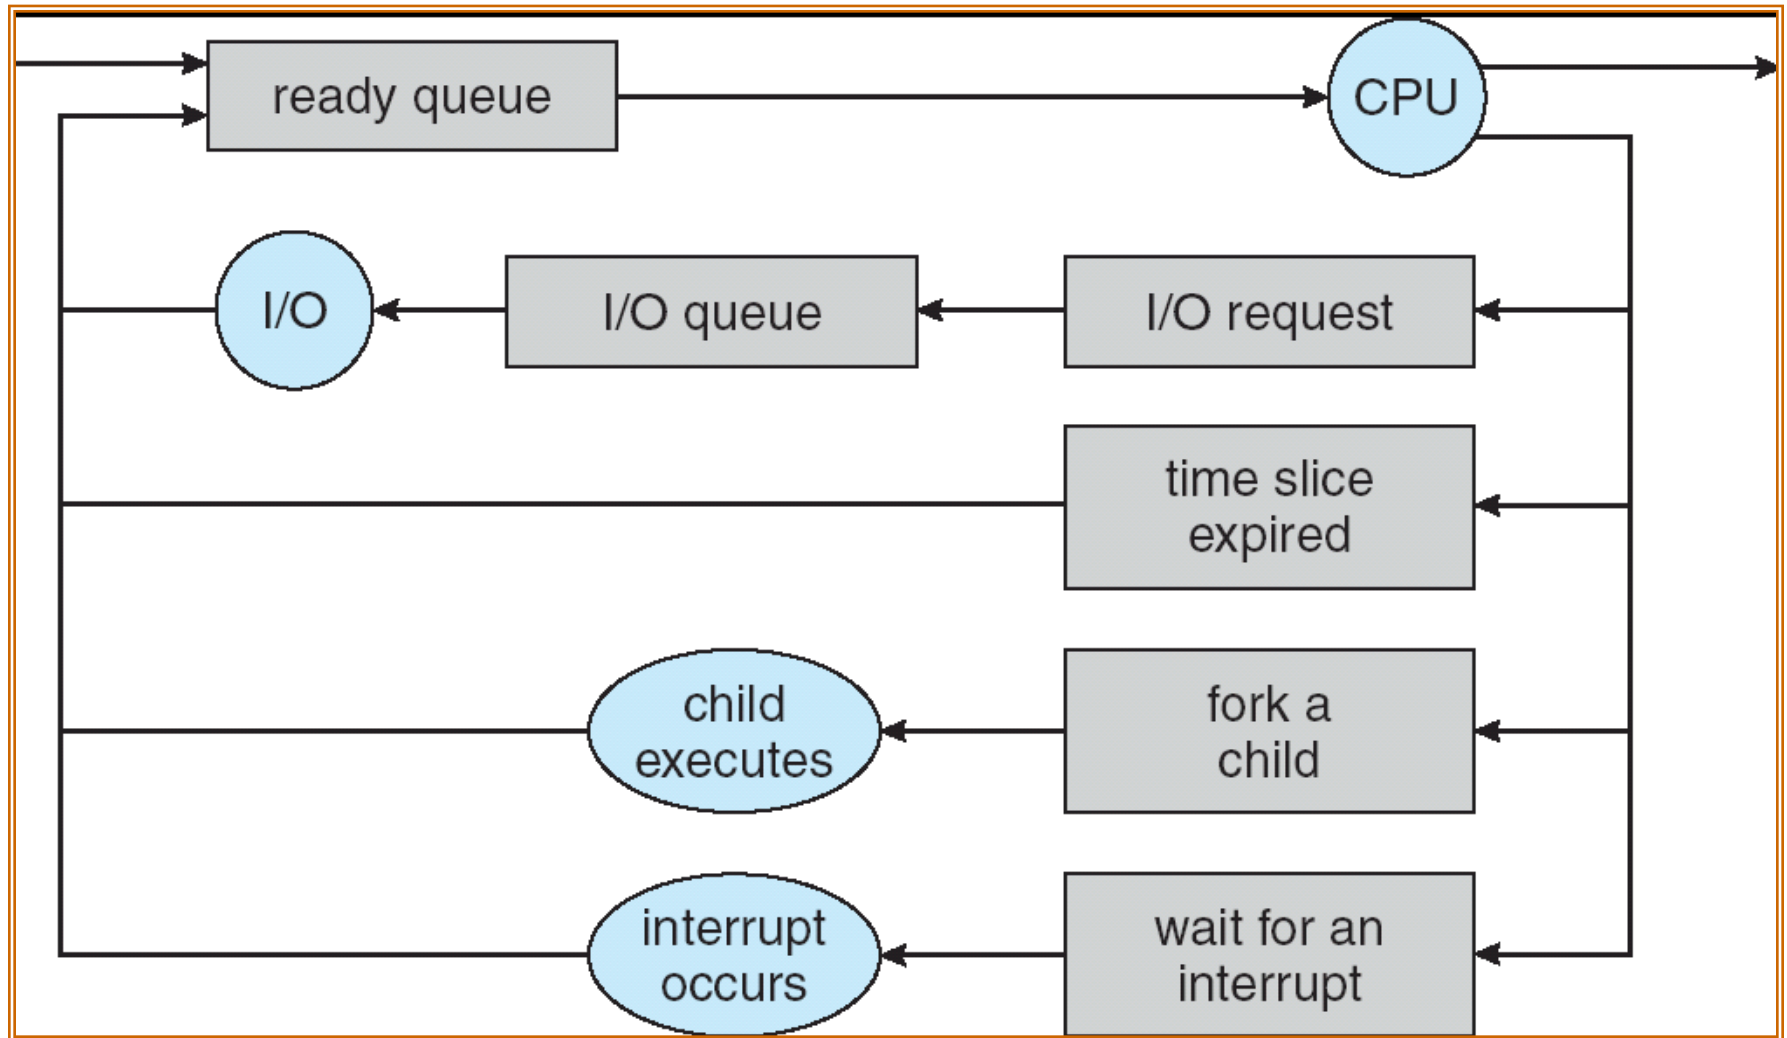 ready queue
CPU
I/O
I/O queue
I/O request
time slice
expired
child
executes
fork a
child
interrupt
occurs
wait for an
interrupt